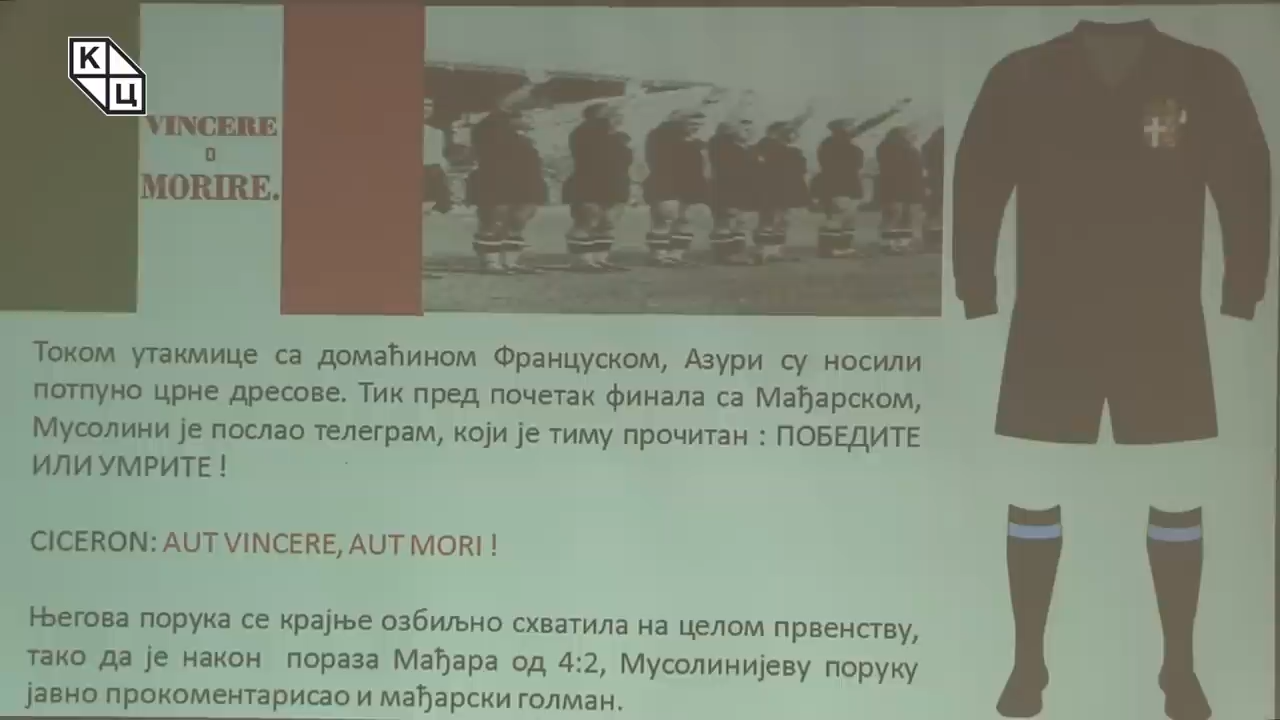 К
Ц
VINCERE
O
MORIRE.
Током утакмице са домаћином Француском, Азури су носили
потпуно црне дресове. Тик пред почетак финала са Мађарском,
Мусолини је послао телеграм, који је тиму прочитан : ПОБЕДИТЕ
ИЛИ УМРИТЕ !
CICERON: AUT VINCERE, AUT MORI !
Његова порука се крајње озбиљно схватила на целом првенству,
тако да је након пораза Мађара од 4:2, Мусолинијеву поруку
јавно прокоментарисао и мађарски голман.